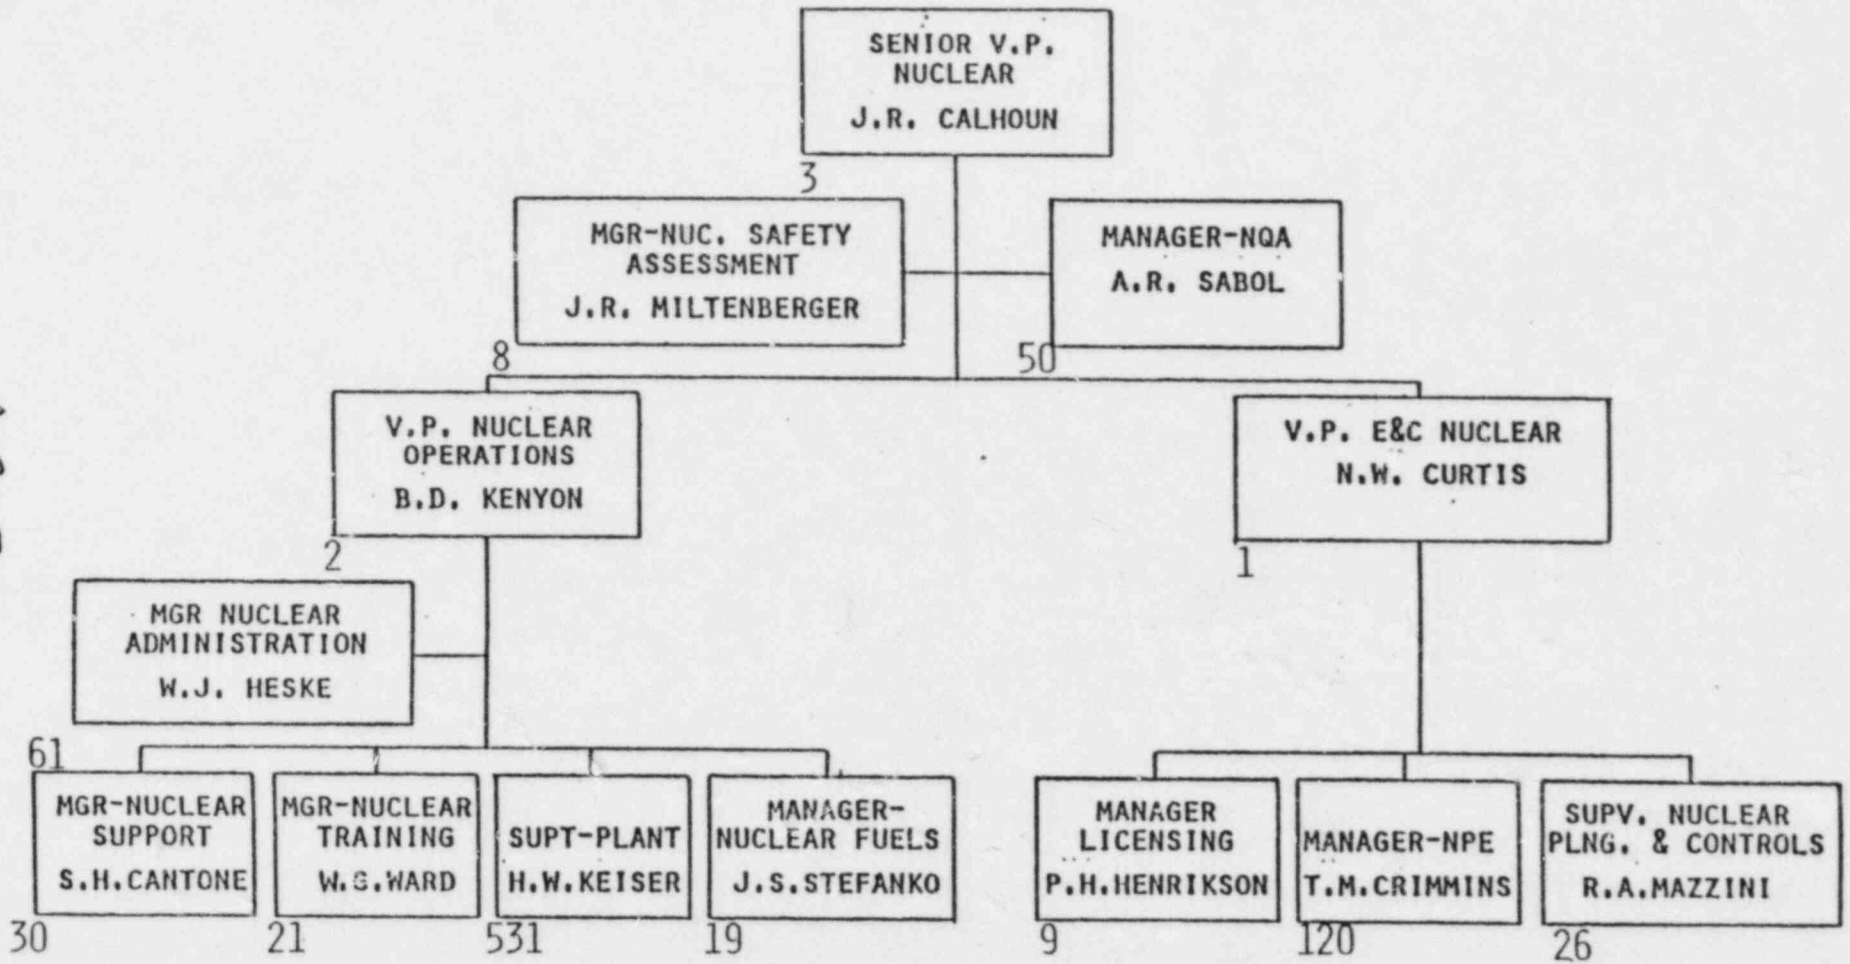 SENIOR V.P.
NUCLEAR
J.R. CALHOUN
3
MGR-NUC. SAFETY
ASSESSMENT
J.R. MILTENBERGER
8
MANAGER-NQA
A.R. SABOL
50
V.P. NUCLEAR
OPERATIONS
B.D. KENYON
2
V.P. E&C NUCLEAR
N.W. CURTIS
1
MGR NUCLEAR
ADMINISTRATION
W.J. HESKE
61
MGR-NUCLEAR
SUPPORT
S.H.CANTONE
30
MGR-NUCLEAR
TRAINING
W.G.WARD
21
SUPT-PLANT
H.W.KEISER
531
MANAGER-
NUCLEAR FUELS
J.S.STEFANKO
19
MANAGER
LICENSING
P.H.HENRIKSON
9
MANAGER-NPE
T.M.CRIMMINS
120
SUPV. NUCLEAR
PLNG. & CONTROLS
R.A.MAZZINI
26